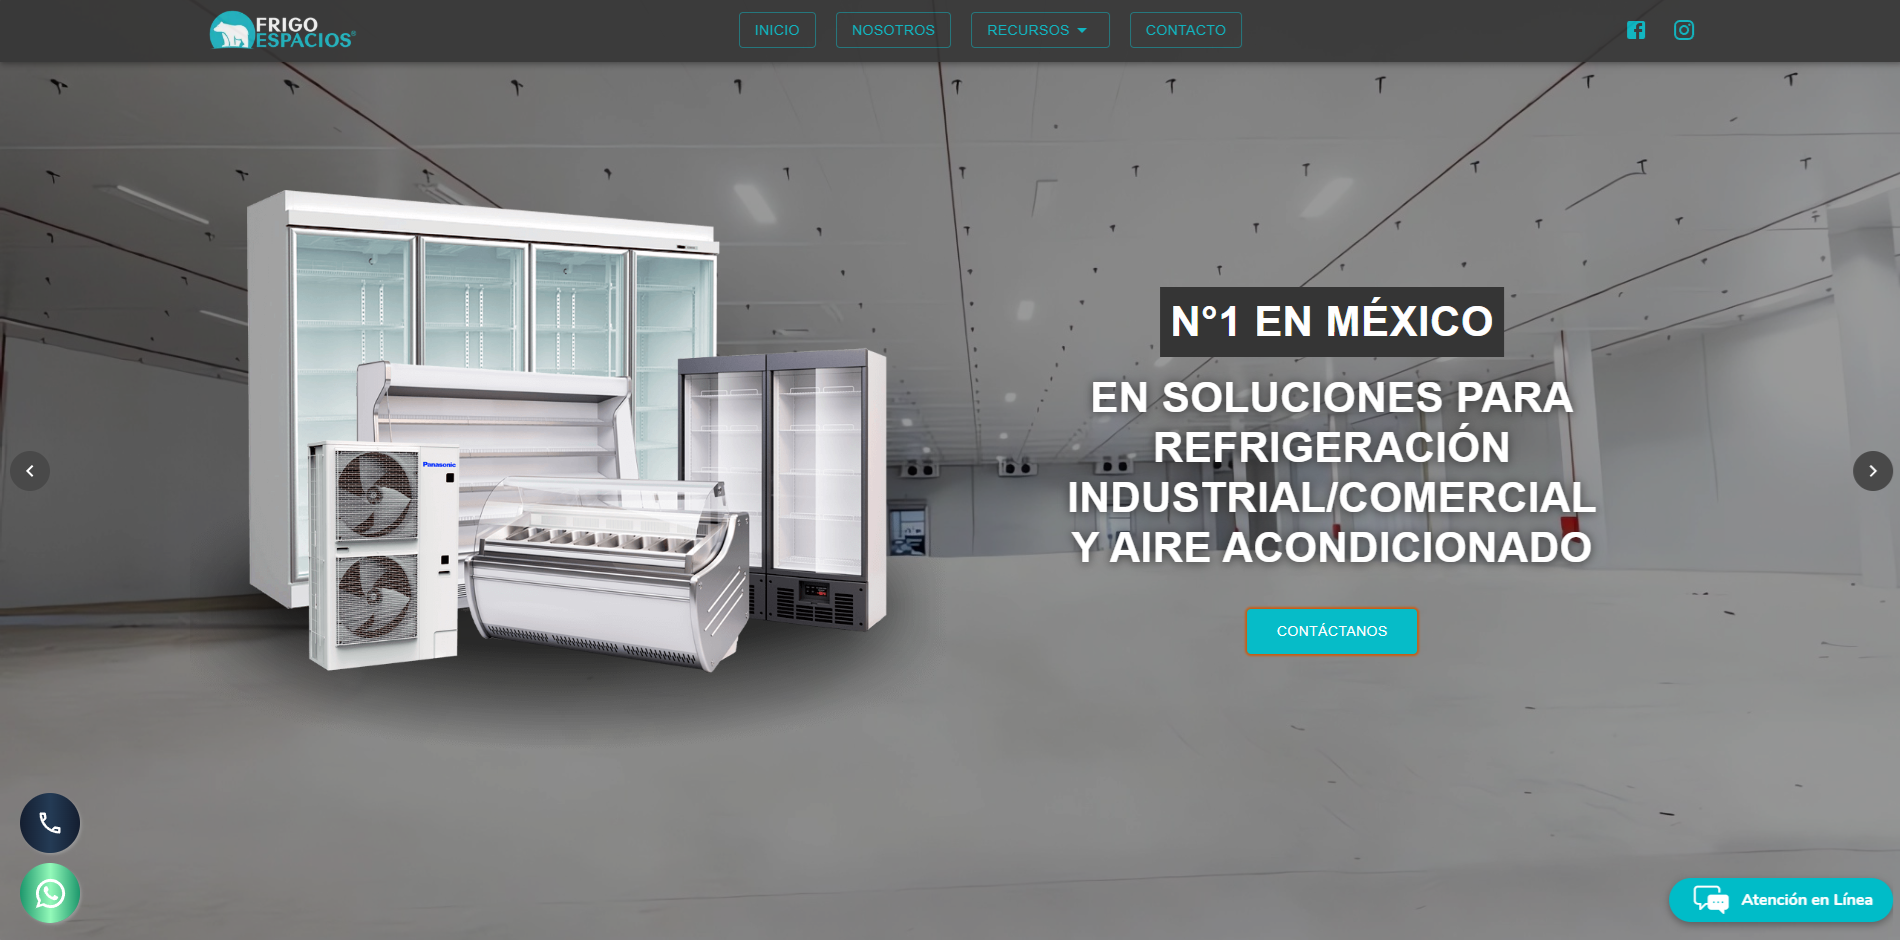 FRIGO
ESPACIOS®
INICIO
NOSOTROS
RECURSOS
CONTACTO
N°1 EN MÉXICO
EN SOLUCIONES PARA
REFRIGERACIÓN
INDUSTRIAL/COMERCIAL
Y AIRE ACONDICIONADO
CONTÁCTANOS
Panasonic
Atención en Línea